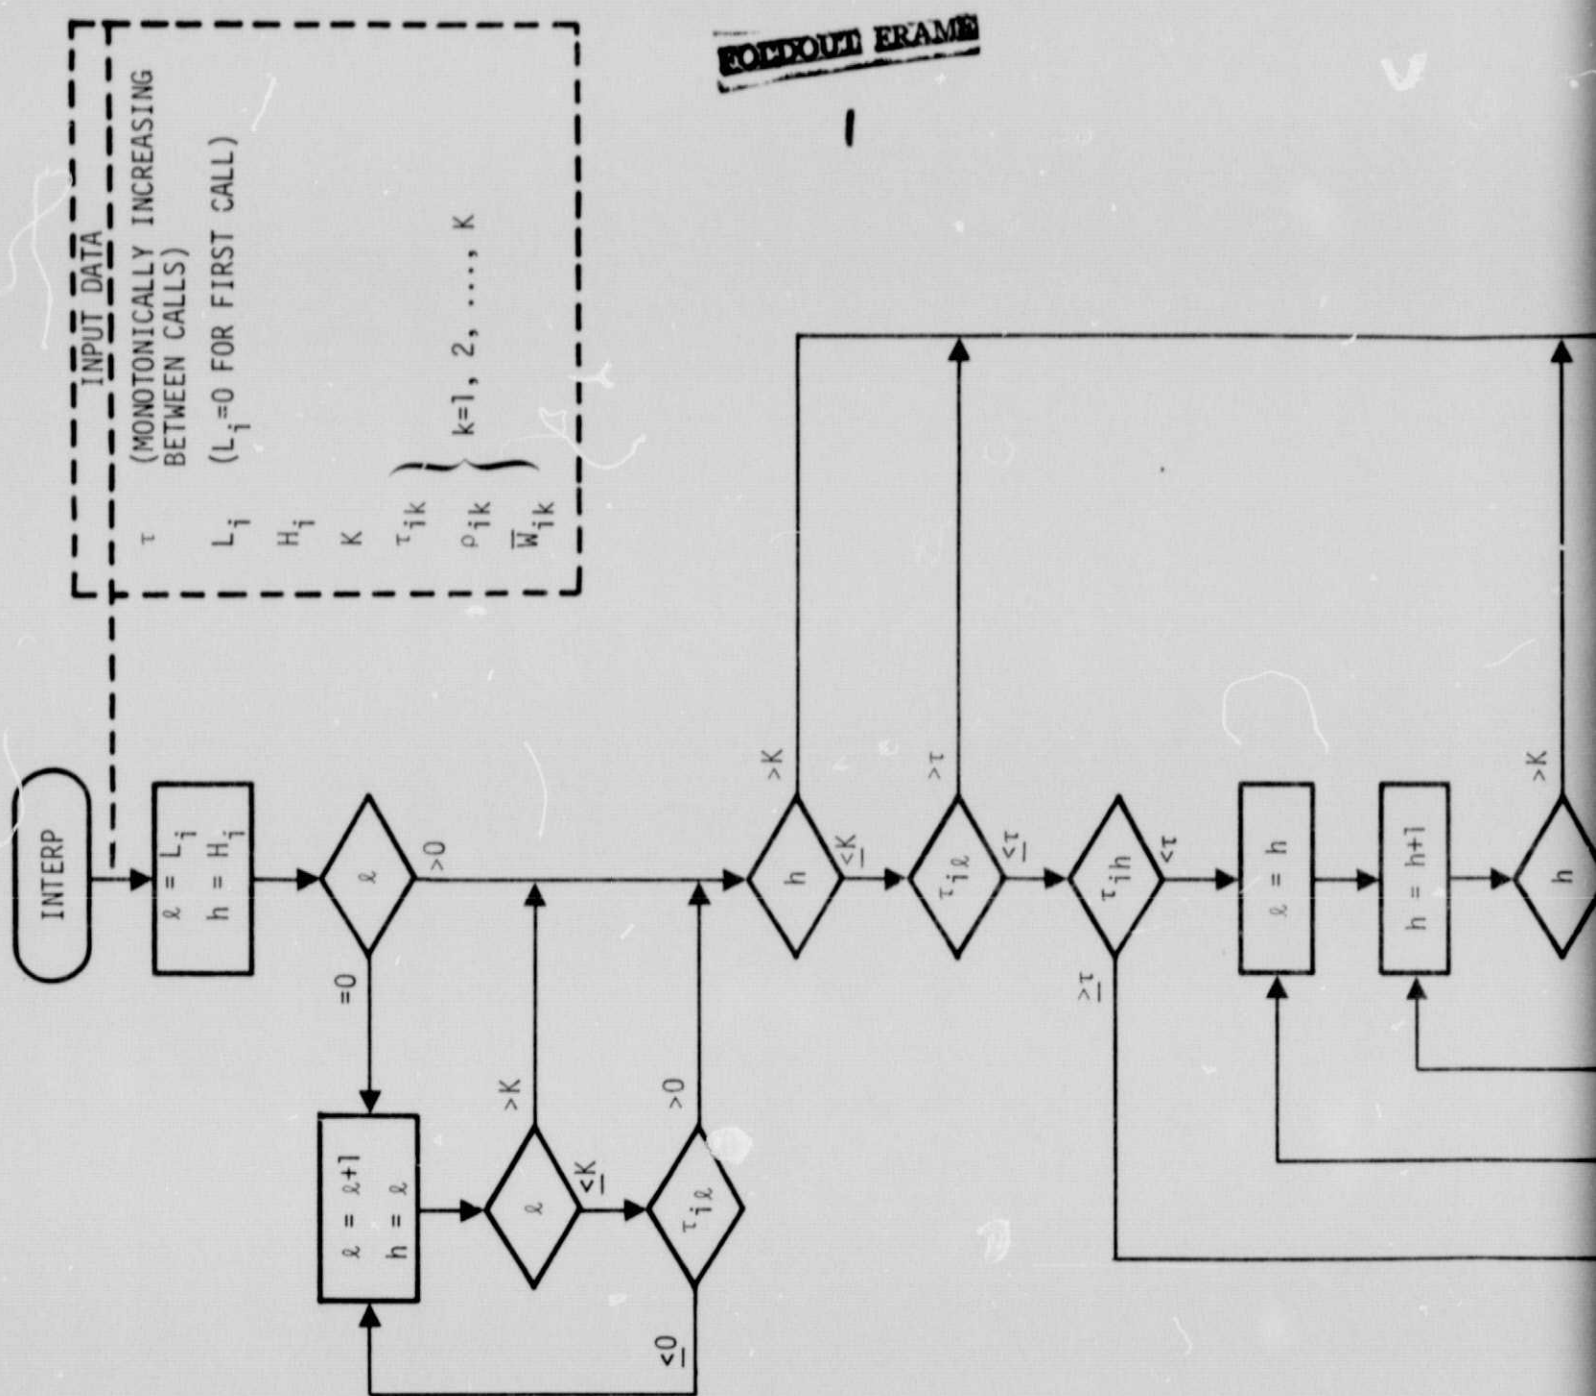 FOLDOUT FRAME
1
INPUT DATA
τ (MONOTONICALLY INCREASING
BETWEEN CALLS)
L_i (L_i=0 FOR FIRST CALL)
H_i
K
τ_ik
ρ_ik k=1, 2, ..., K
W̅_ik
INTERP
ℓ = L_i
h = H_i
ℓ
=0
>0
ℓ = ℓ+1
h = ℓ
ℓ
>K
≤K
τ_iℓ
>0
≤0
h
>K
≤K
τ_iℓ
>τ
≤τ
τ_ih
≥τ
<τ
ℓ = h
h = h+1
h
>K